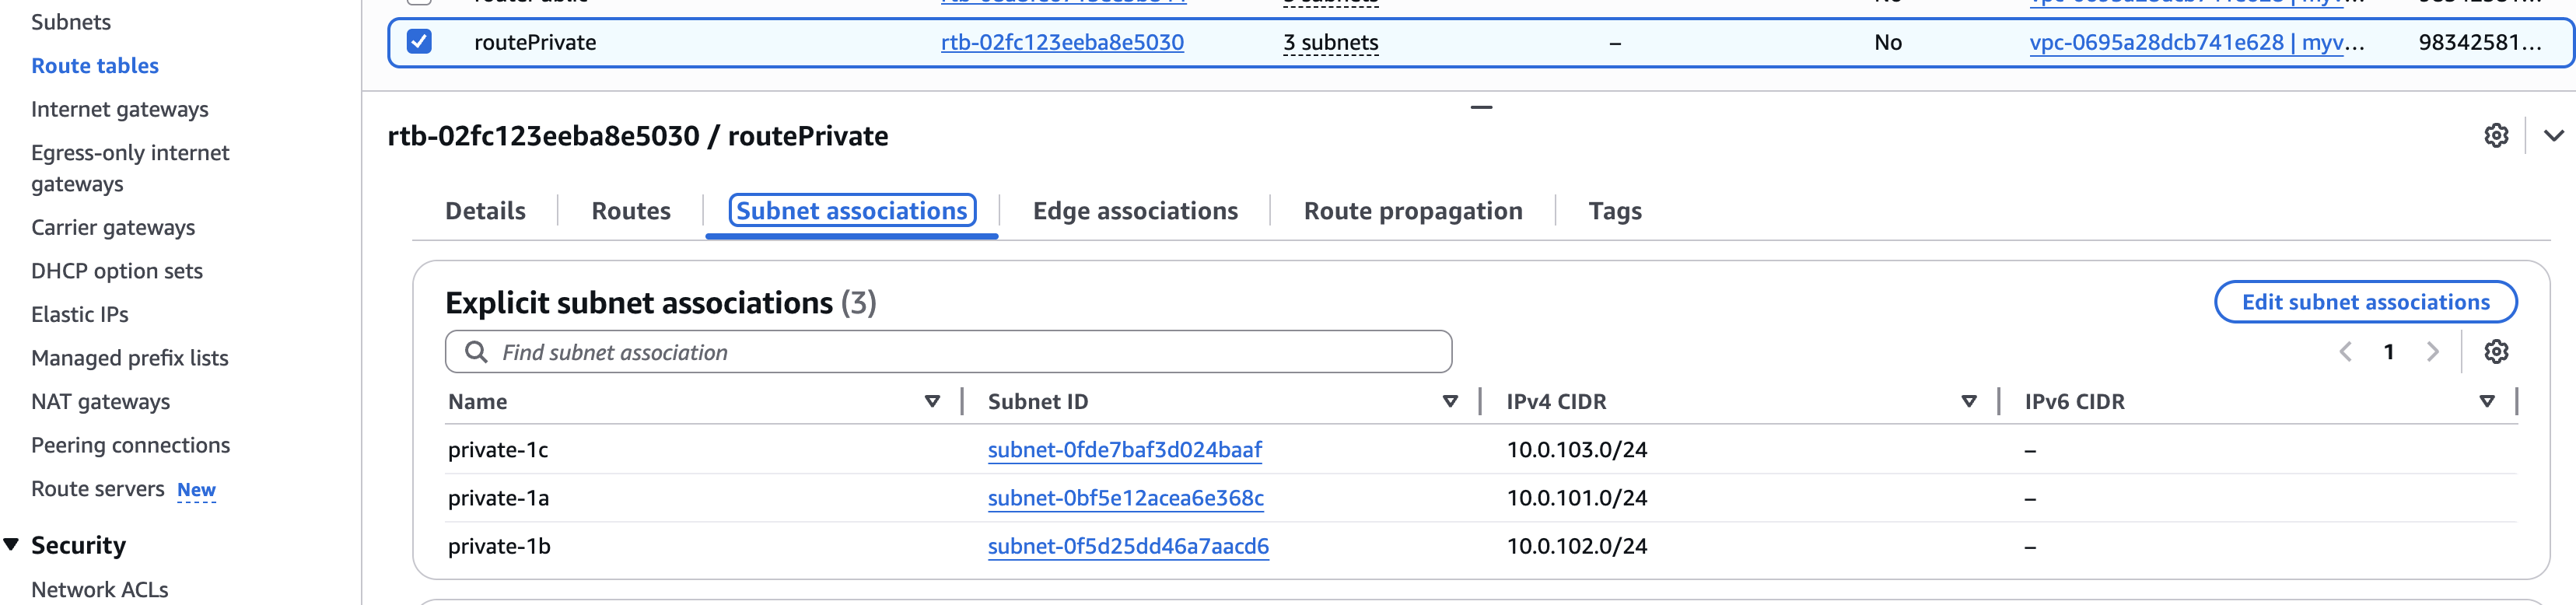 Subnets
Route tables
Internet gateways
Egress-only internet
gateways
Carrier gateways
DHCP option sets
Elastic IPs
Managed prefix lists
NAT gateways
Peering connections
Route servers New
Security
Network ACLs
routePrivate rtb-02fc123eeba8e5030 3 subnets – No vpc-0695a28dcb741e628 | myv... 98342581...
rtb-02fc123eeba8e5030 / routePrivate
Details Routes Subnet associations Edge associations Route propagation Tags
Explicit subnet associations (3) Edit subnet associations
Find subnet association 1
Name Subnet ID IPv4 CIDR IPv6 CIDR
private-1c subnet-0fde7baf3d024baaf 10.0.103.0/24 –
private-1a subnet-0bf5e12acea6e368c 10.0.101.0/24 –
private-1b subnet-0f5d25dd46a7aacd6 10.0.102.0/24 –